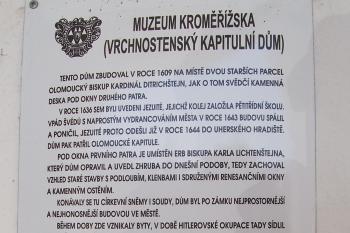 MUZEUM KROMĚŘÍŽSKA
(VRCHNOSTENSKÝ KAPITULNÍ DŮM)
TENTO DŮM ZBUDOVAL V ROCE 1609 NA MÍSTĚ DVOU STARŠÍCH PARCEL
OLOMOUCKÝ BISKUP KARDINÁL DITRICHŠTEJN, JAK O TOM SVĚDČÍ KAMENNÁ
DESKA POD OKNY DRUHÉHO PATRA.
V ROCE 1636 SEM BYLI UVEDENI JEZUITÉ, JEJICHŽ KOLEJ ZALOŽILA PĚTITŘÍDNÍ ŠKOLU.
VPÁD ŠVÉDŮ S NAPROSTÝM VYDRANCOVÁNÍM MĚSTA V ROCE 1643 BUDOVU SPÁLIL
A PONIČIL, JEZUITÉ PROTO ODEŠLI JIŽ V ROCE 1644 DO UHERSKÉHO HRADIŠTĚ.
DŮM PAK PATŘIL OLOMOUCKÉ KAPITULE.
POD OKNA PRVNÍHO PATRA JE UMÍSTĚN ERB BISKUPA KARLA LICHTENŠTEJNA,
KTERÝ DŮM OPRAVIL A UVEDL ZHRUBA DO DNEŠNÍ PODOBY, TEDY ZACHOVAL
VZHLED STARÉ STAVBY S PODLOUBÍM, KLENBAMI I SDRUŽENÝMI RENESANČNÍMI OKNY
A KAMENNÝM OSTĚNÍM.
KONÁVALY SE TU CÍRKEVNÍ SNĚMY I SOUDY, DŮM BYL PO ZÁMKU NEJPROSTORNĚJŠÍ
A NEJHONOSNĚJŠÍ BUDOVOU VE MĚSTĚ.
BĚHEM DOBY ZDE VZNIKALY BYTY, V DOBĚ HITLEROVSKÉ OKUPACE TADY SÍDLIL